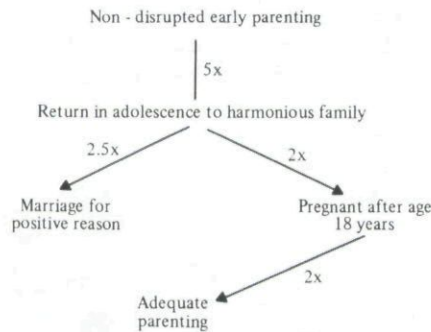 Non - disrupted early parenting
5x
Return in adolescence to harmonious family
2.5x
2x
Marriage for
positive reason
Pregnant after age
18 years
2x
Adequate
parenting